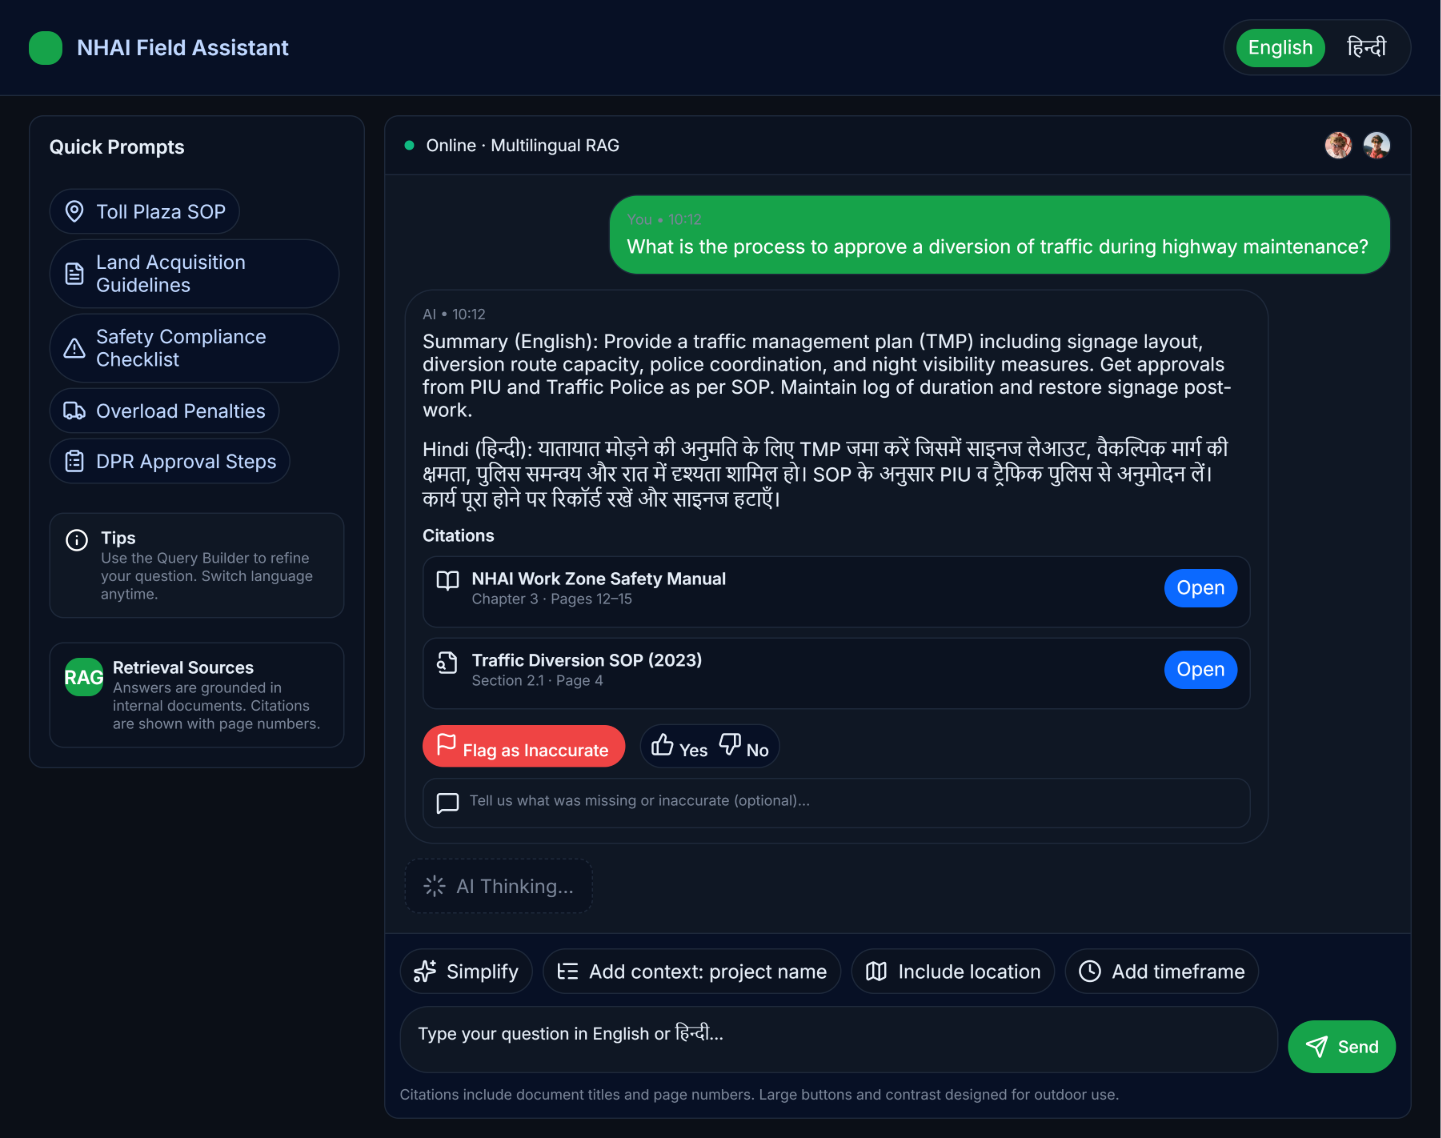 NHAI Field Assistant
English हिन्दी
Quick Prompts
Toll Plaza SOP
Land Acquisition
Guidelines
Safety Compliance
Checklist
Overload Penalties
DPR Approval Steps
Tips
Use the Query Builder to refine
your question. Switch language
anytime.
RAG
Retrieval Sources
Answers are grounded in
internal documents. Citations
are shown with page numbers.
Online · Multilingual RAG
You • 10:12
What is the process to approve a diversion of traffic during highway maintenance?
AI • 10:12
Summary (English): Provide a traffic management plan (TMP) including signage layout,
diversion route capacity, police coordination, and night visibility measures. Get approvals
from PIU and Traffic Police as per SOP. Maintain log of duration and restore signage post-
work.
Hindi (हिन्दी): यातायात मोड़ने की अनुमति के लिए TMP जमा करें जिसमें साइनज लेआउट, वैकल्पिक मार्ग की
क्षमता, पुलिस समन्वय और रात में दृश्यता शामिल हो। SOP के अनुसार PIU व ट्रैफिक पुलिस से अनुमोदन लें।
कार्य पूरा होने पर रिकॉर्ड रखें और साइनज हटाएँ।
Citations
NHAI Work Zone Safety Manual
Chapter 3 · Pages 12–15
Open
Traffic Diversion SOP (2023)
Section 2.1 · Page 4
Open
Flag as Inaccurate
Yes No
Tell us what was missing or inaccurate (optional)...
AI Thinking...
Simplify
Add context: project name
Include location
Add timeframe
Type your question in English or हिन्दी...
Send
Citations include document titles and page numbers. Large buttons and contrast designed for outdoor use.